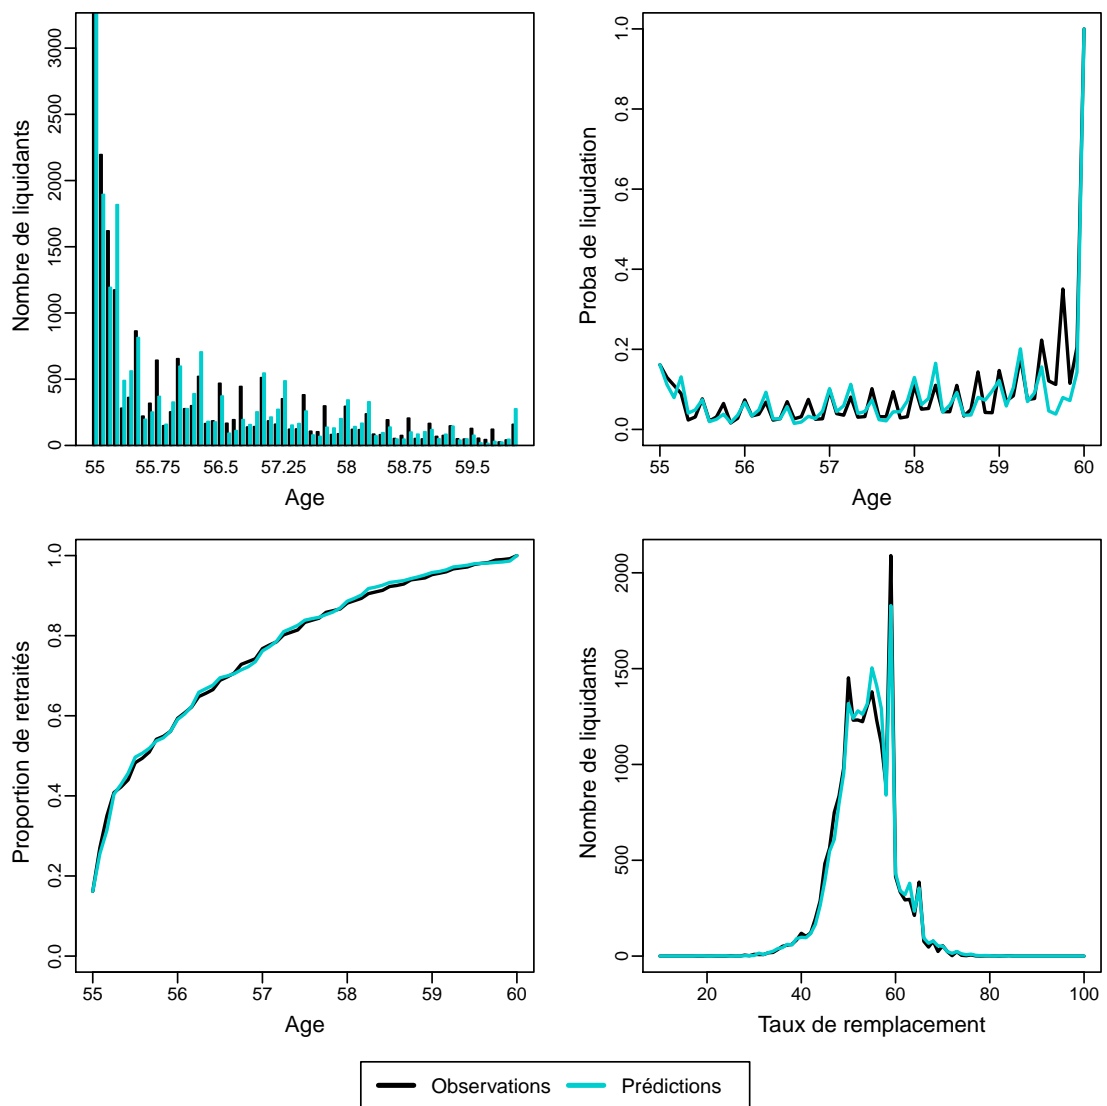 Nombre de liquidants
0 500 1000 1500 2000 2500 3000
55 55.75 56.5 57.25 58 58.75 59.5
Age
Proba de liquidation
0.0 0.2 0.4 0.6 0.8 1.0
55 56 57 58 59 60
Age
Proportion de retraités
0.0 0.2 0.4 0.6 0.8 1.0
55 56 57 58 59 60
Age
Nombre de liquidants
0 500 1000 1500 2000
20 40 60 80 100
Taux de remplacement
Observations Prédictions